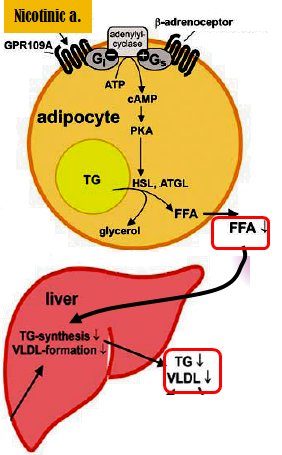 Nicotinic a.
β-adrenoceptor
adenylyl-
cyclase
GPR109A
Gi
Gs
ATP
cAMP
adipocyte
PKA
TG
HSL, ATGL
FFA
glycerol
FFA ↓
liver
TG-synthesis ↓
VLDL-formation ↓
TG ↓
VLDL ↓